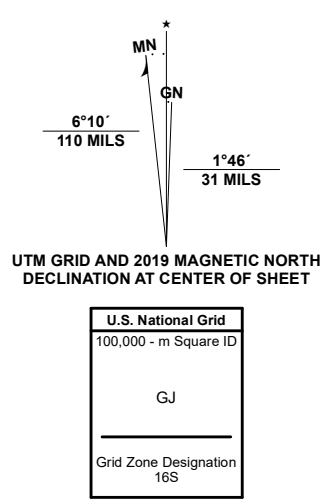 ★
MN
GN
6°10´
110 MILS
1°46´
31 MILS
UTM GRID AND 2019 MAGNETIC NORTH
DECLINATION AT CENTER OF SHEET
U.S. National Grid
100,000 - m Square ID
GJ
Grid Zone Designation
16S